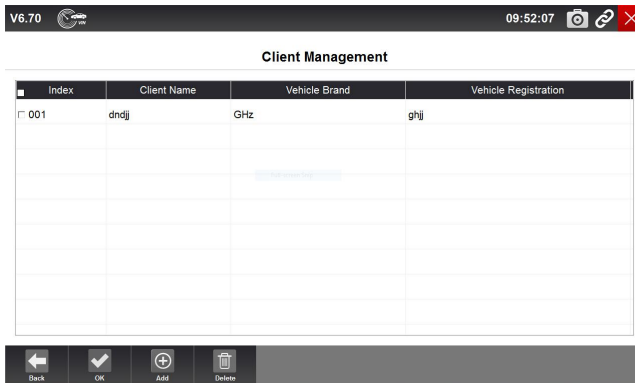 V6.70 VIN 09:52:07
Client Management
Index Client Name Vehicle Brand Vehicle Registration
001 dndjj GHz ghjj
Back OK Add Delete